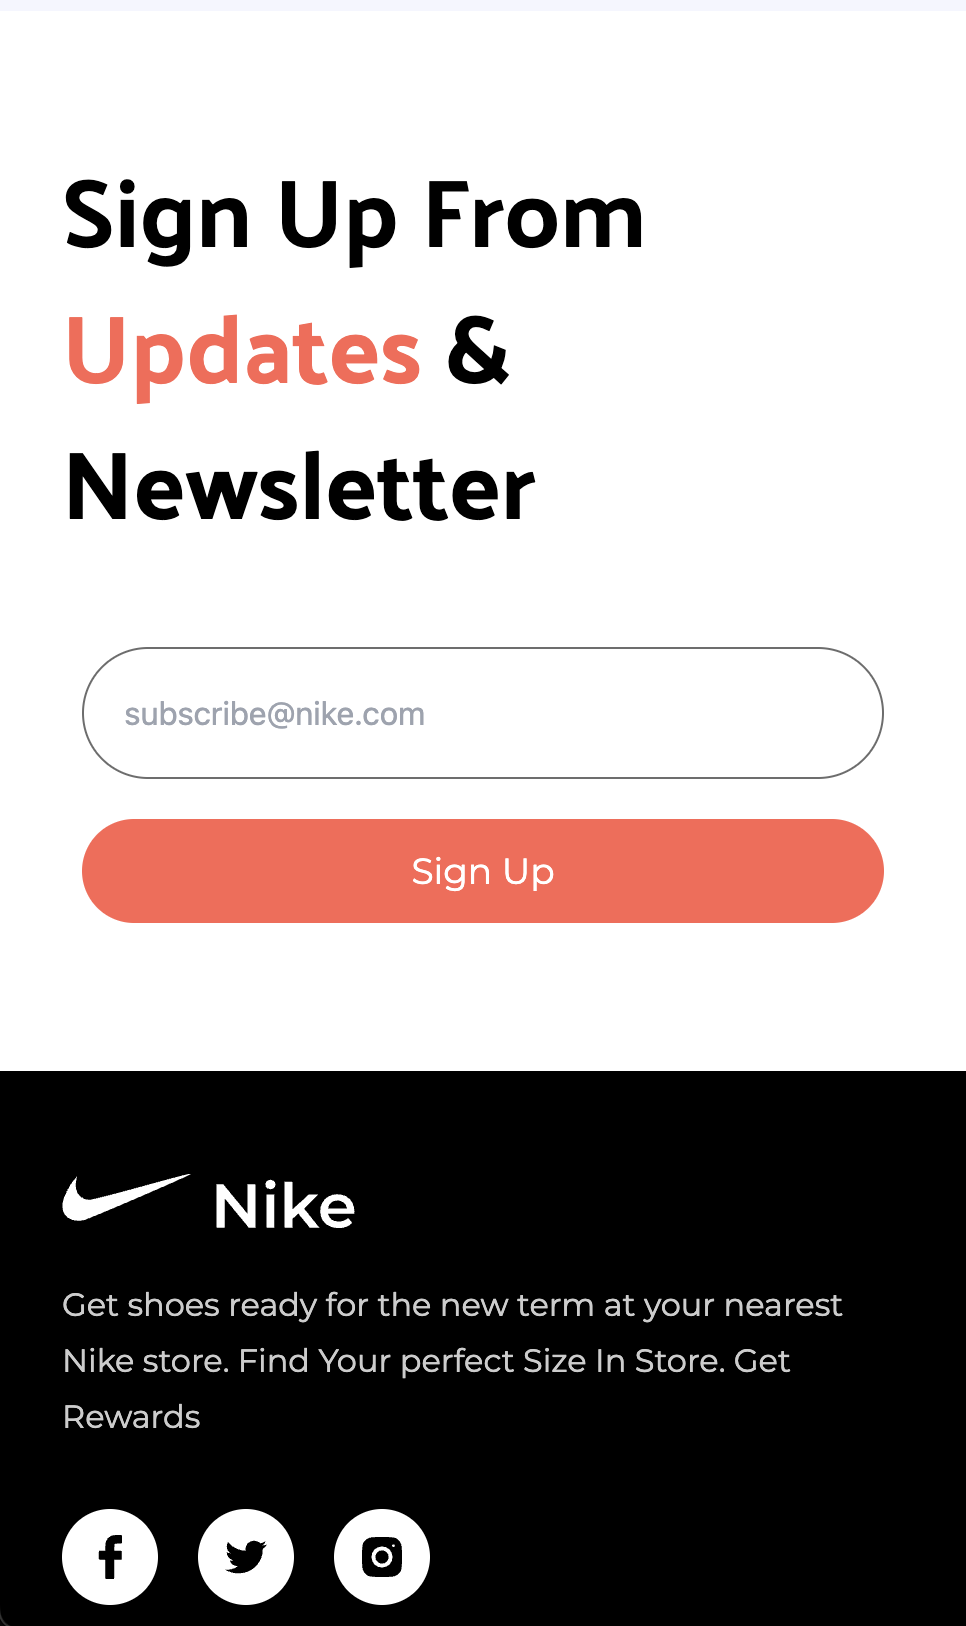 Sign Up From
Updates &
Newsletter
subscribe@nike.com
Sign Up
Nike
Get shoes ready for the new term at your nearest
Nike store. Find Your perfect Size In Store. Get
Rewards